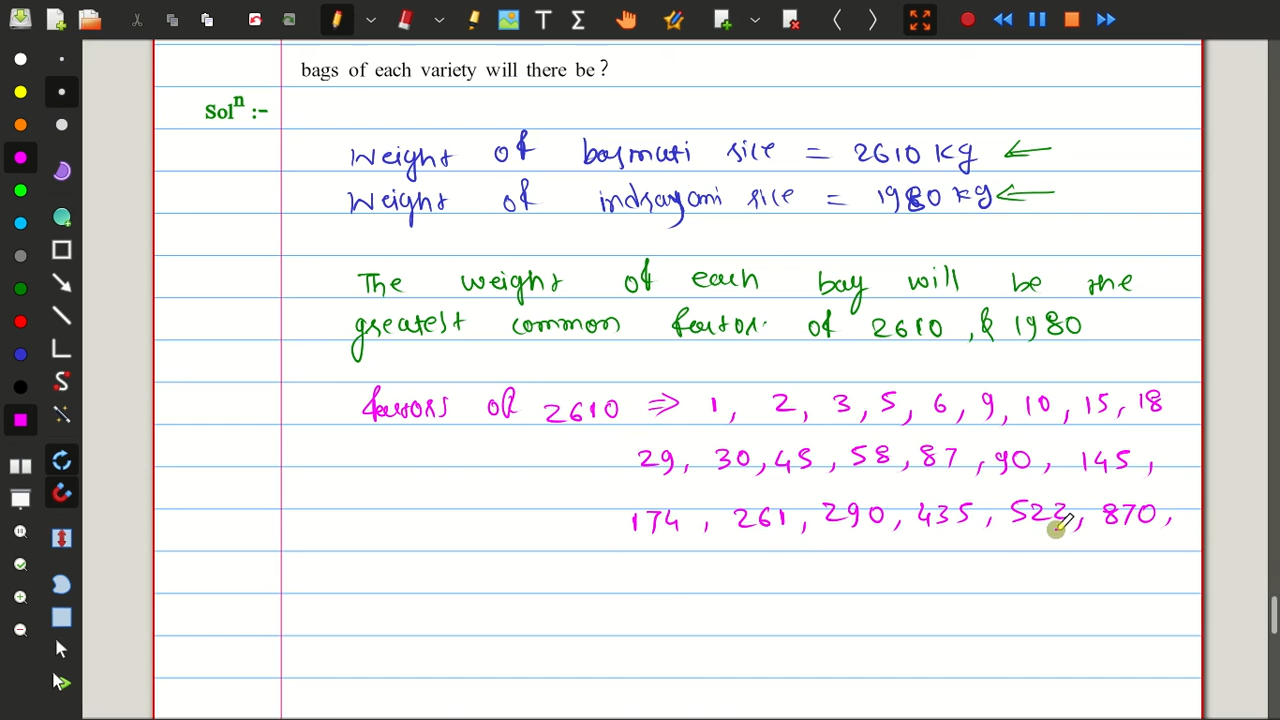 bags of each variety will there be ?
Solⁿ :-
Weight of basmati rice = 2610 kg
Weight of indrayani rice = 1980 kg
The weight of each bag will be the
greatest common factor of 2610 & 1980
factors of 2610 ⇒ 1, 2, 3, 5, 6, 9, 10, 15, 18
29, 30, 45, 58, 87, 90, 145,
174, 261, 290, 435, 522, 870,